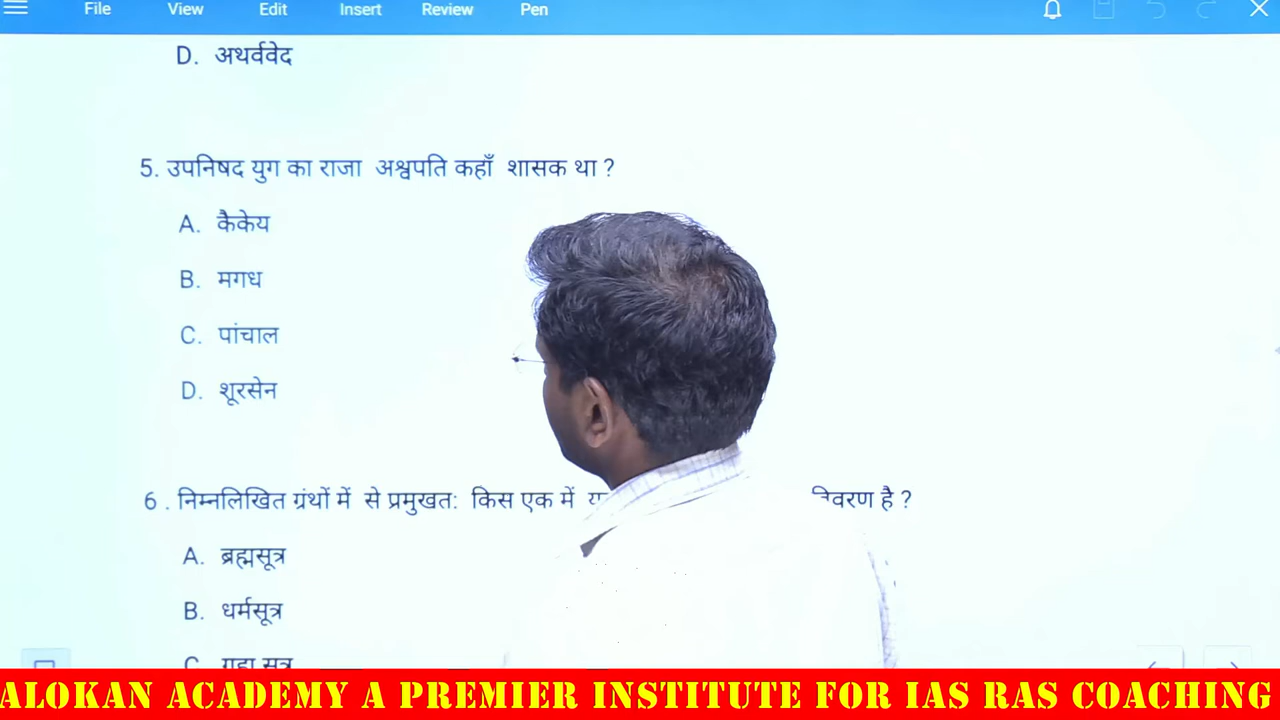 File View Edit Insert Review Pen
D. अथर्ववेद
5. उपनिषद युग का राजा अश्वपति कहाँ शासक था ?
A. कैकेय
B. मगध
C. पांचाल
D. शूरसेन
6 . निम्नलिखित ग्रंथों में से प्रमुखत: किस एक में विवरण है ?
A. ब्रह्मसूत्र
B. धर्मसूत्र
C. गृह्य सूत्र
ALOKAN ACADEMY A PREMIER INSTITUTE FOR IAS RAS COACHING